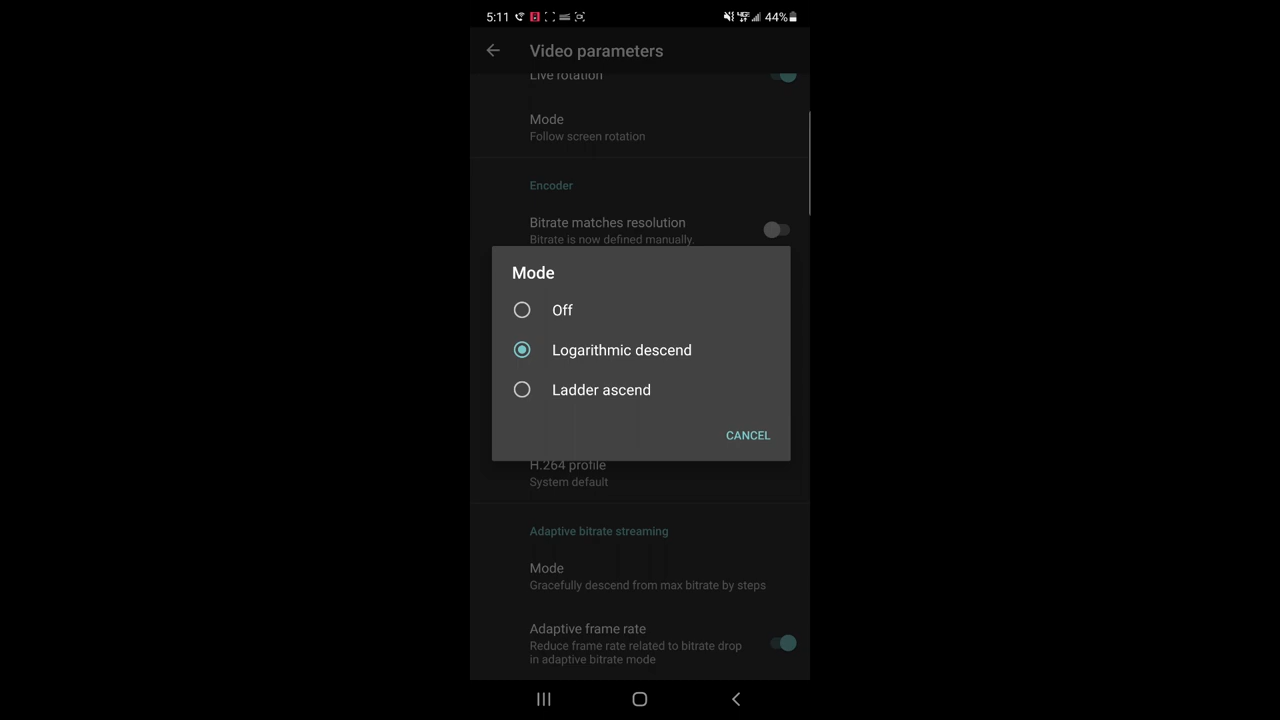 5:11
44%
Video parameters
Live rotation
Mode
Follow screen rotation
Encoder
Bitrate matches resolution
Bitrate is now defined manually.
Mode
Off
Logarithmic descend
Ladder ascend
CANCEL
H.264 profile
System default
Adaptive bitrate streaming
Mode
Gracefully descend from max bitrate by steps
Adaptive frame rate
Reduce frame rate related to bitrate drop
in adaptive bitrate mode